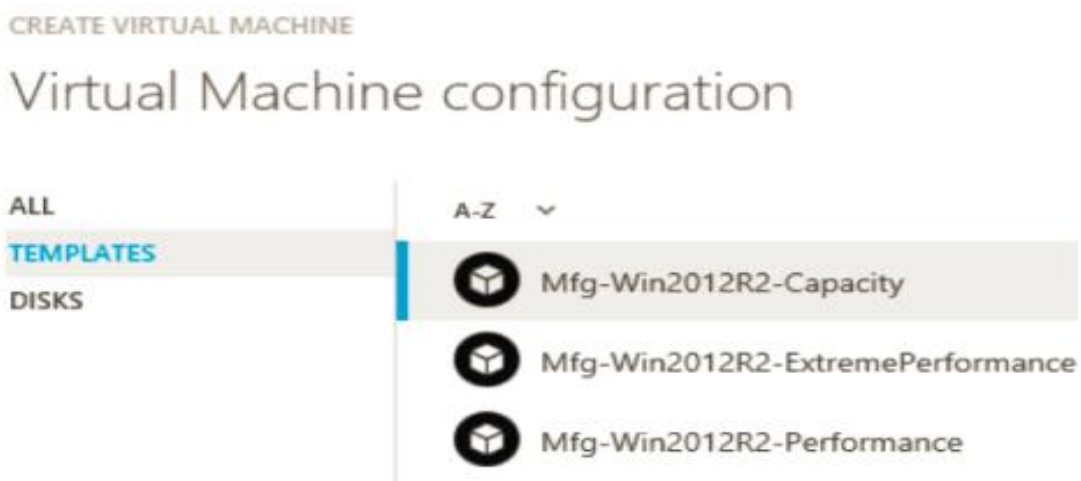 CREATE VIRTUAL MACHINE
Virtual Machine configuration
ALL
TEMPLATES
DISKS
A-Z
Mfg-Win2012R2-Capacity
Mfg-Win2012R2-ExtremePerformance
Mfg-Win2012R2-Performance